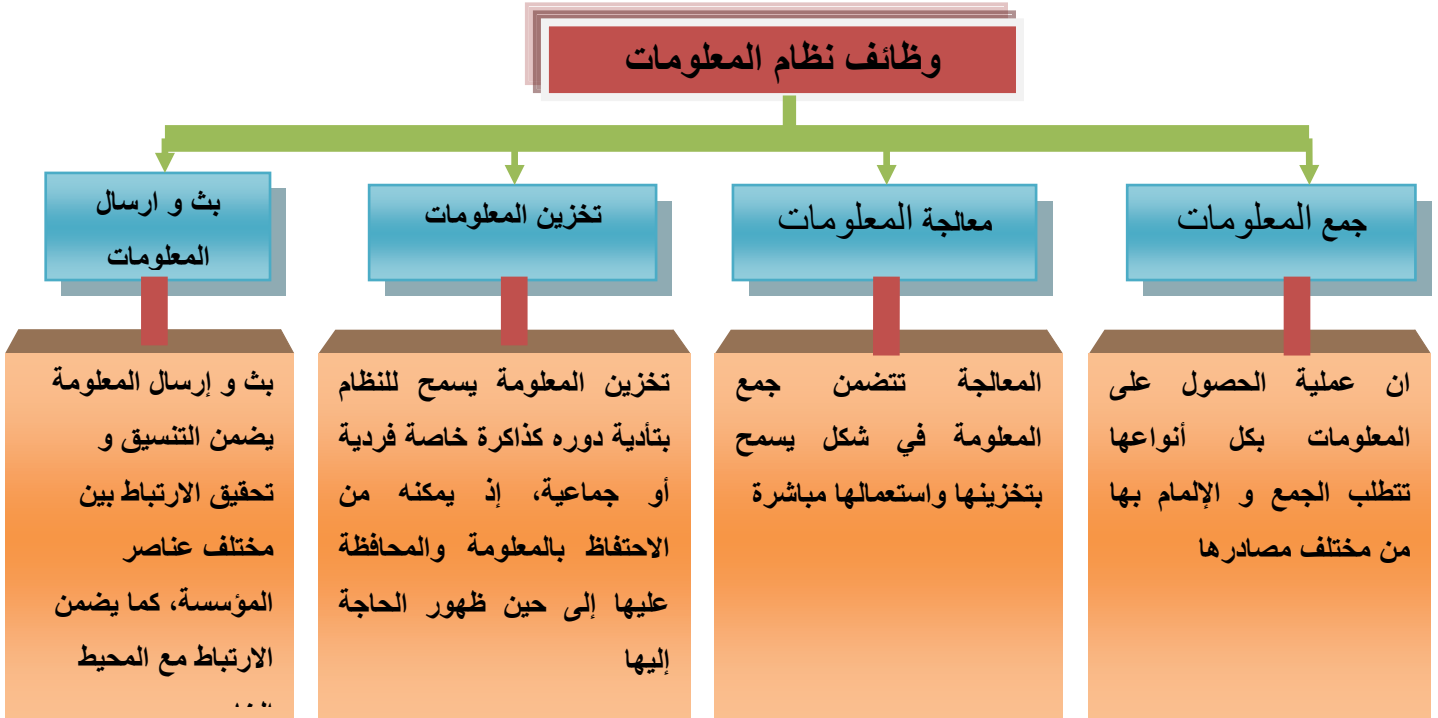 وظائف نظام المعلومات
جمع المعلومات
معالجة المعلومات
تخزين المعلومات
بث و ارسال
المعلومات
ان عملية الحصول على
المعلومات بكل أنواعها
تتطلب الجمع و الإلمام بها
من مختلف مصادرها
المعالجة تتضمن جمع
المعلومة في شكل يسمح
بتخزينها واستعمالها مباشرة
تخزين المعلومة يسمح للنظام
بتأدية دوره كذاكرة خاصة فردية
أو جماعية، إذ يمكنه من
الاحتفاظ بالمعلومة والمحافظة
عليها إلى حين ظهور الحاجة
إليها
بث و إرسال المعلومة
يضمن التنسيق و
تحقيق الارتباط بين
مختلف عناصر
المؤسسة، كما يضمن
الارتباط مع المحيط